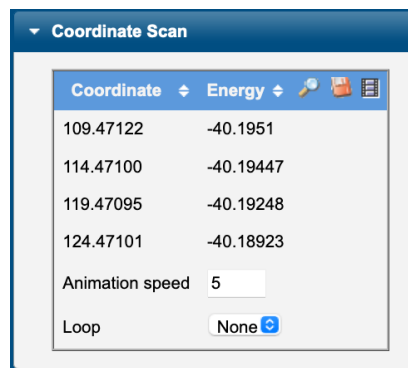 Coordinate Scan
Coordinate Energy
109.47122 -40.1951
114.47100 -40.19447
119.47095 -40.19248
124.47101 -40.18923
Animation speed 5
Loop None